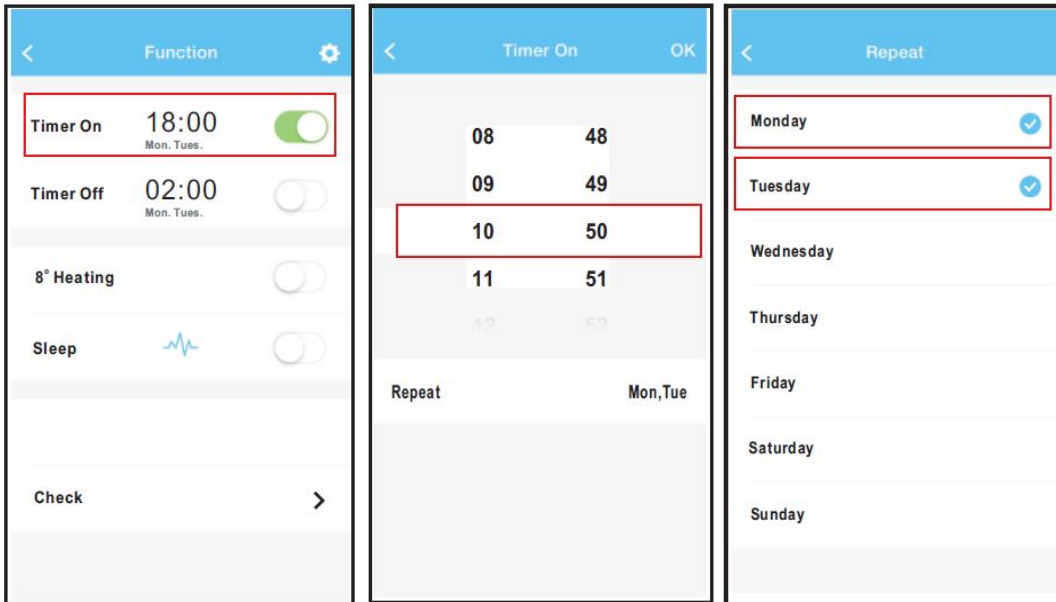 Function
Timer On 18:00
Mon. Tues.
Timer Off 02:00
Mon. Tues.
8° Heating
Sleep
Check
Timer On OK
08 48
09 49
10 50
11 51
12 52
Repeat Mon,Tue
Repeat
Monday
Tuesday
Wednesday
Thursday
Friday
Saturday
Sunday